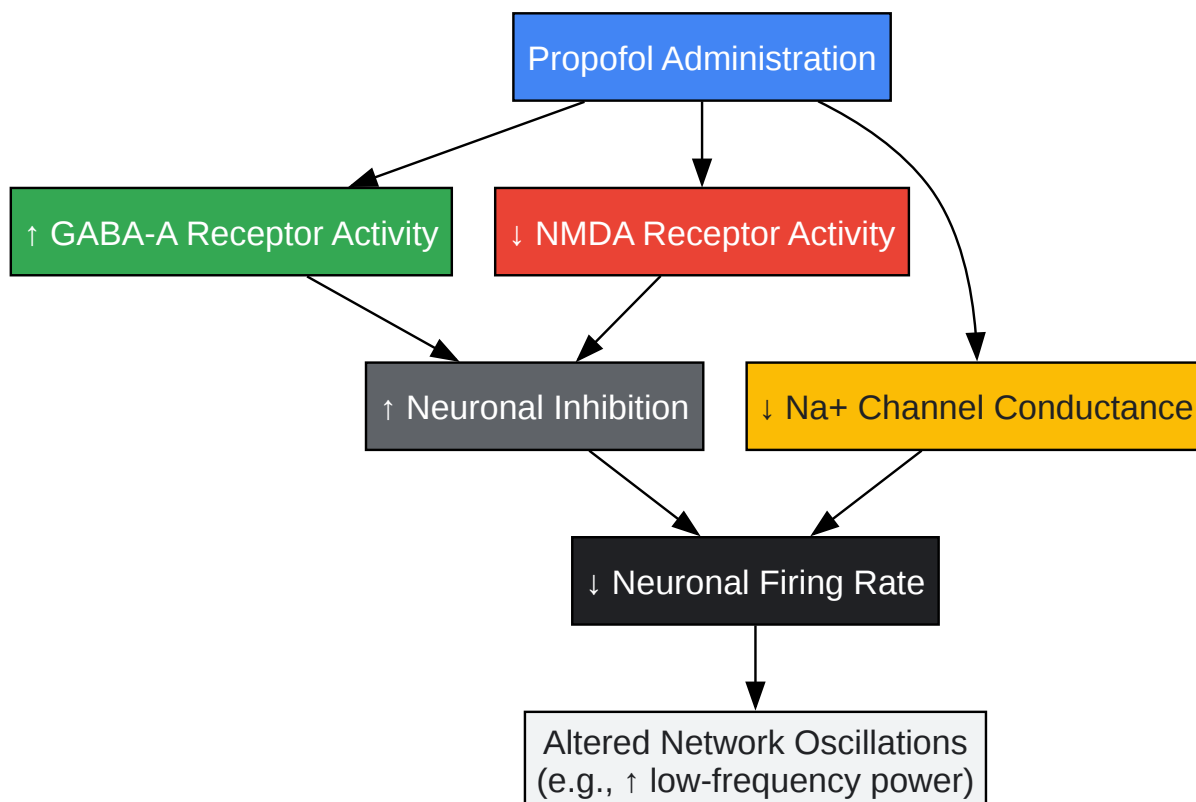 Propofol Administration
↑ GABA-A Receptor Activity
↓ NMDA Receptor Activity
↑ Neuronal Inhibition
↓ Na+ Channel Conductance
↓ Neuronal Firing Rate
Altered Network Oscillations
(e.g., ↑ low-frequency power)